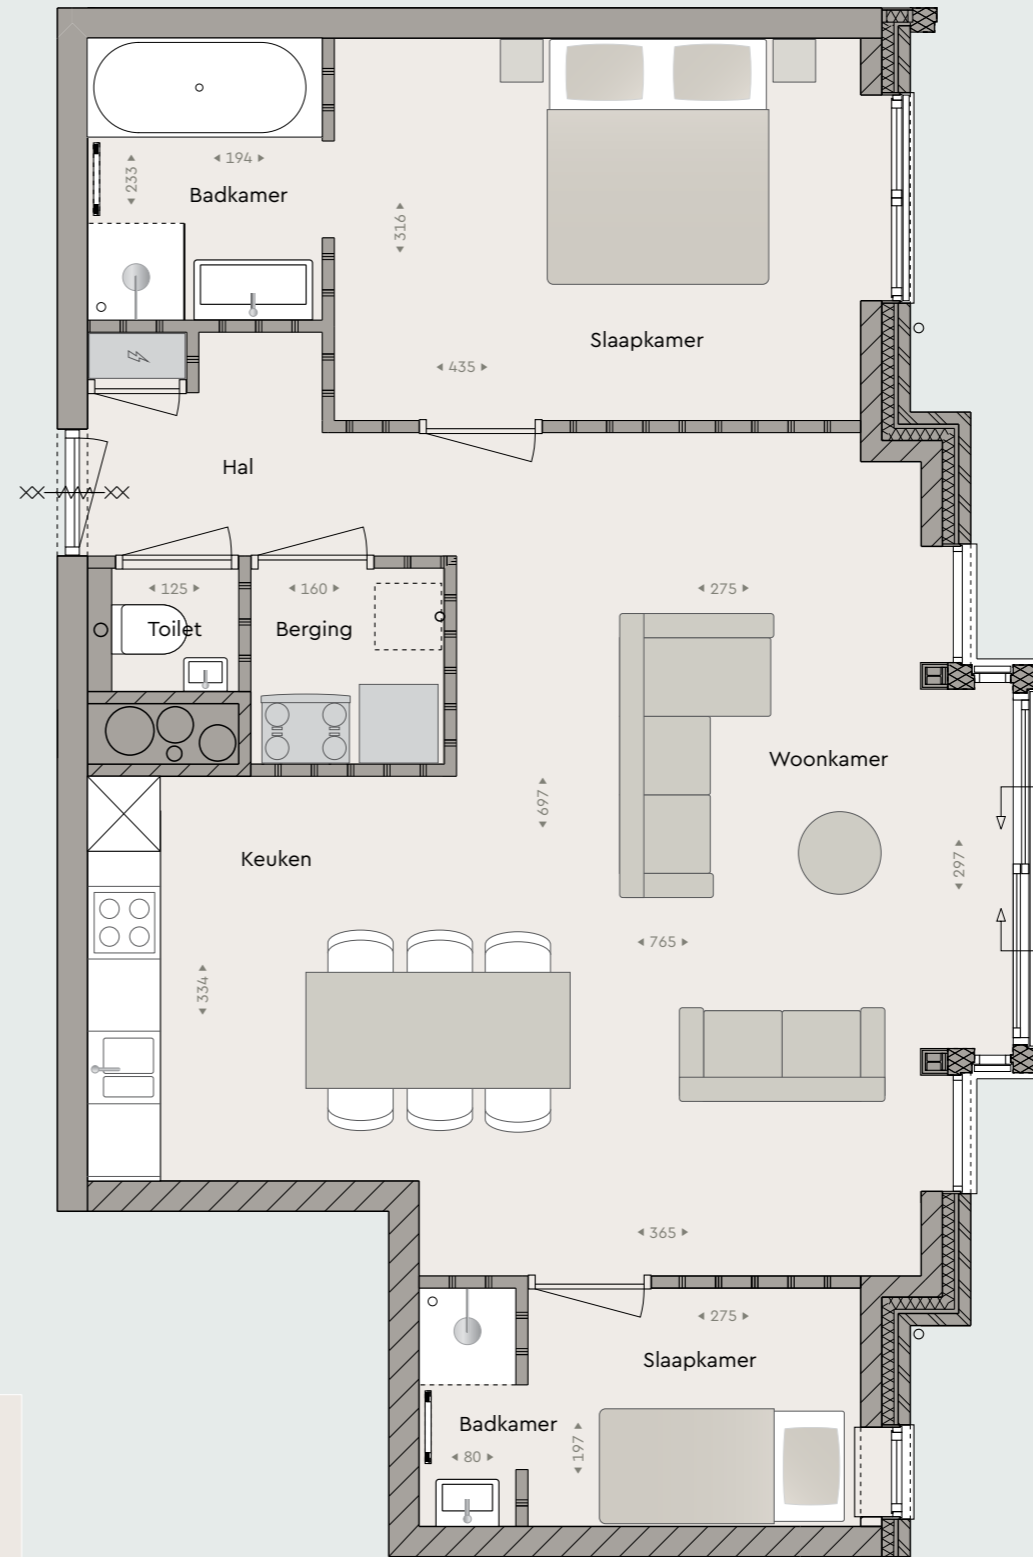 194
233
Badkamer
316
Slaapkamer
435
Hal
125
160
275
Toilet
Berging
Woonkamer
697
Keuken
297
765
334
365
275
Slaapkamer
Badkamer
197
80